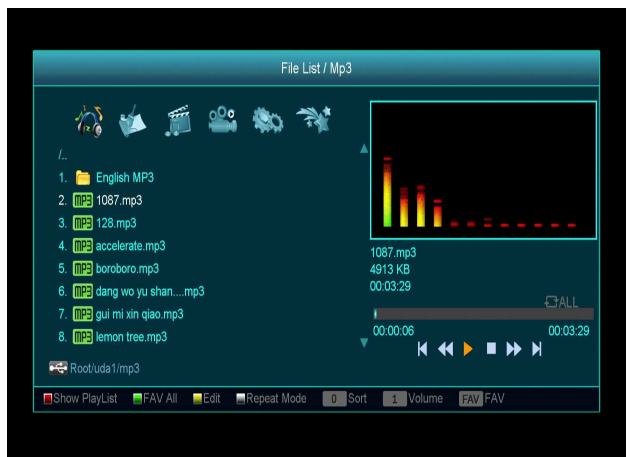 File List / Mp3
/..
1. English MP3
2. MP3 1087.mp3
3. MP3 128.mp3
4. MP3 accelerate.mp3
5. MP3 boroboro.mp3
6. MP3 dang wo yu shan....mp3
7. MP3 gui mi xin qiao.mp3
8. MP3 lemon tree.mp3
Root/uda1/mp3
1087.mp3
4913 KB
00:03:29
ALL
00:00:06 00:03:29
Show PlayList FAV All Edit Repeat Mode 0 Sort 1 Volume FAV FAV